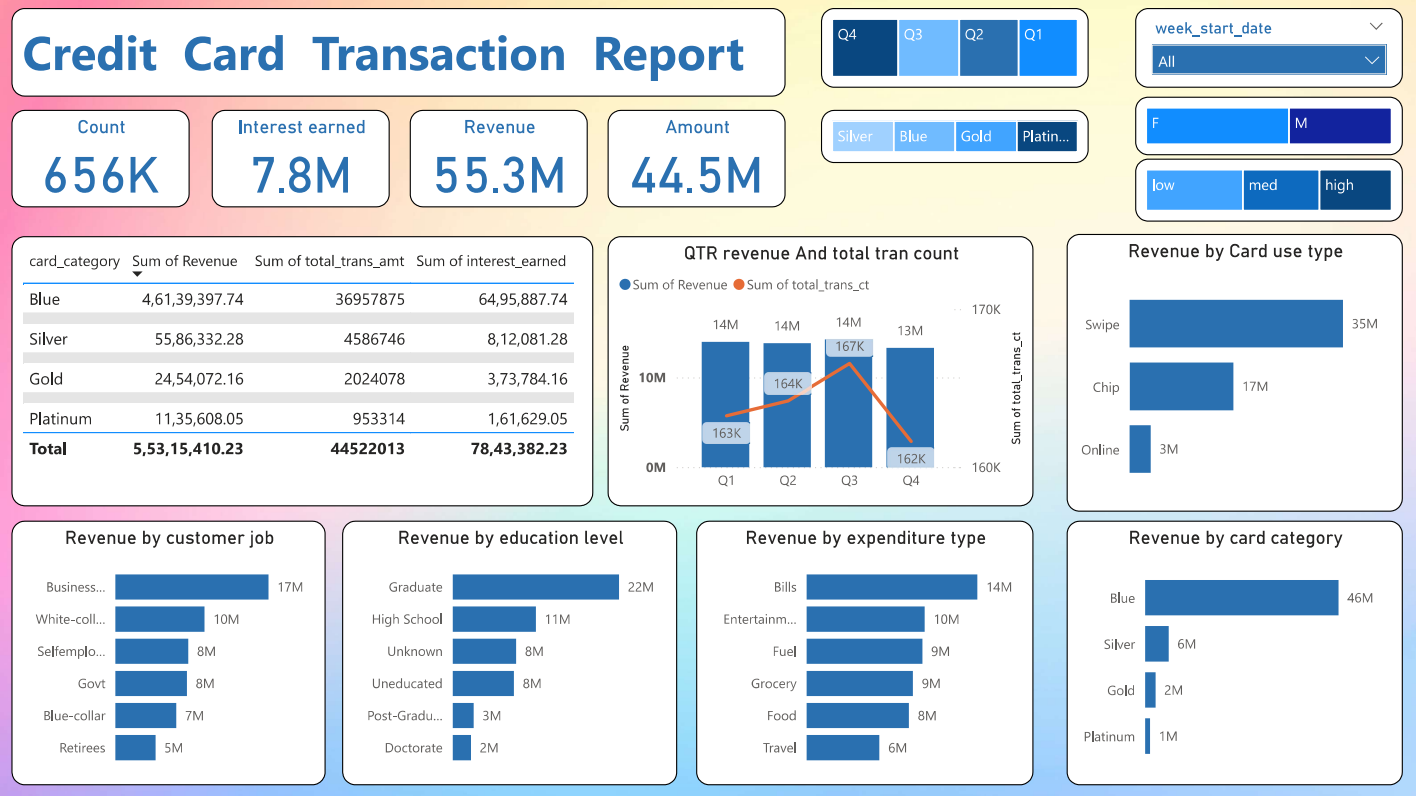 Credit Card Transaction Report
Q4 Q3 Q2 Q1
week_start_date
All
Count
656K
Interest earned
7.8M
Revenue
55.3M
Amount
44.5M
Silver Blue Gold Platin...
F M
low med high
card_category Sum of Revenue Sum of total_trans_amt Sum of interest_earned
Blue 4,61,39,397.74 36957875 64,95,887.74
Silver 55,86,332.28 4586746 8,12,081.28
Gold 24,54,072.16 2024078 3,73,784.16
Platinum 11,35,608.05 953314 1,61,629.05
Total 5,53,15,410.23 44522013 78,43,382.23
QTR revenue And total tran count
Sum of Revenue Sum of total_trans_ct
170K
14M 14M 14M 13M
167K
10M
164K
163K
162K
0M
160K
Q1 Q2 Q3 Q4
Sum of Revenue
Sum of total_trans_ct
Revenue by Card use type
Swipe 35M
Chip 17M
Online 3M
Revenue by customer job
Business... 17M
White-coll... 10M
Selfemplo... 8M
Govt 8M
Blue-collar 7M
Retirees 5M
Revenue by education level
Graduate 22M
High School 11M
Unknown 8M
Uneducated 8M
Post-Gradu... 3M
Doctorate 2M
Revenue by expenditure type
Bills 14M
Entertainm... 10M
Fuel 9M
Grocery 9M
Food 8M
Travel 6M
Revenue by card category
Blue 46M
Silver 6M
Gold 2M
Platinum 1M